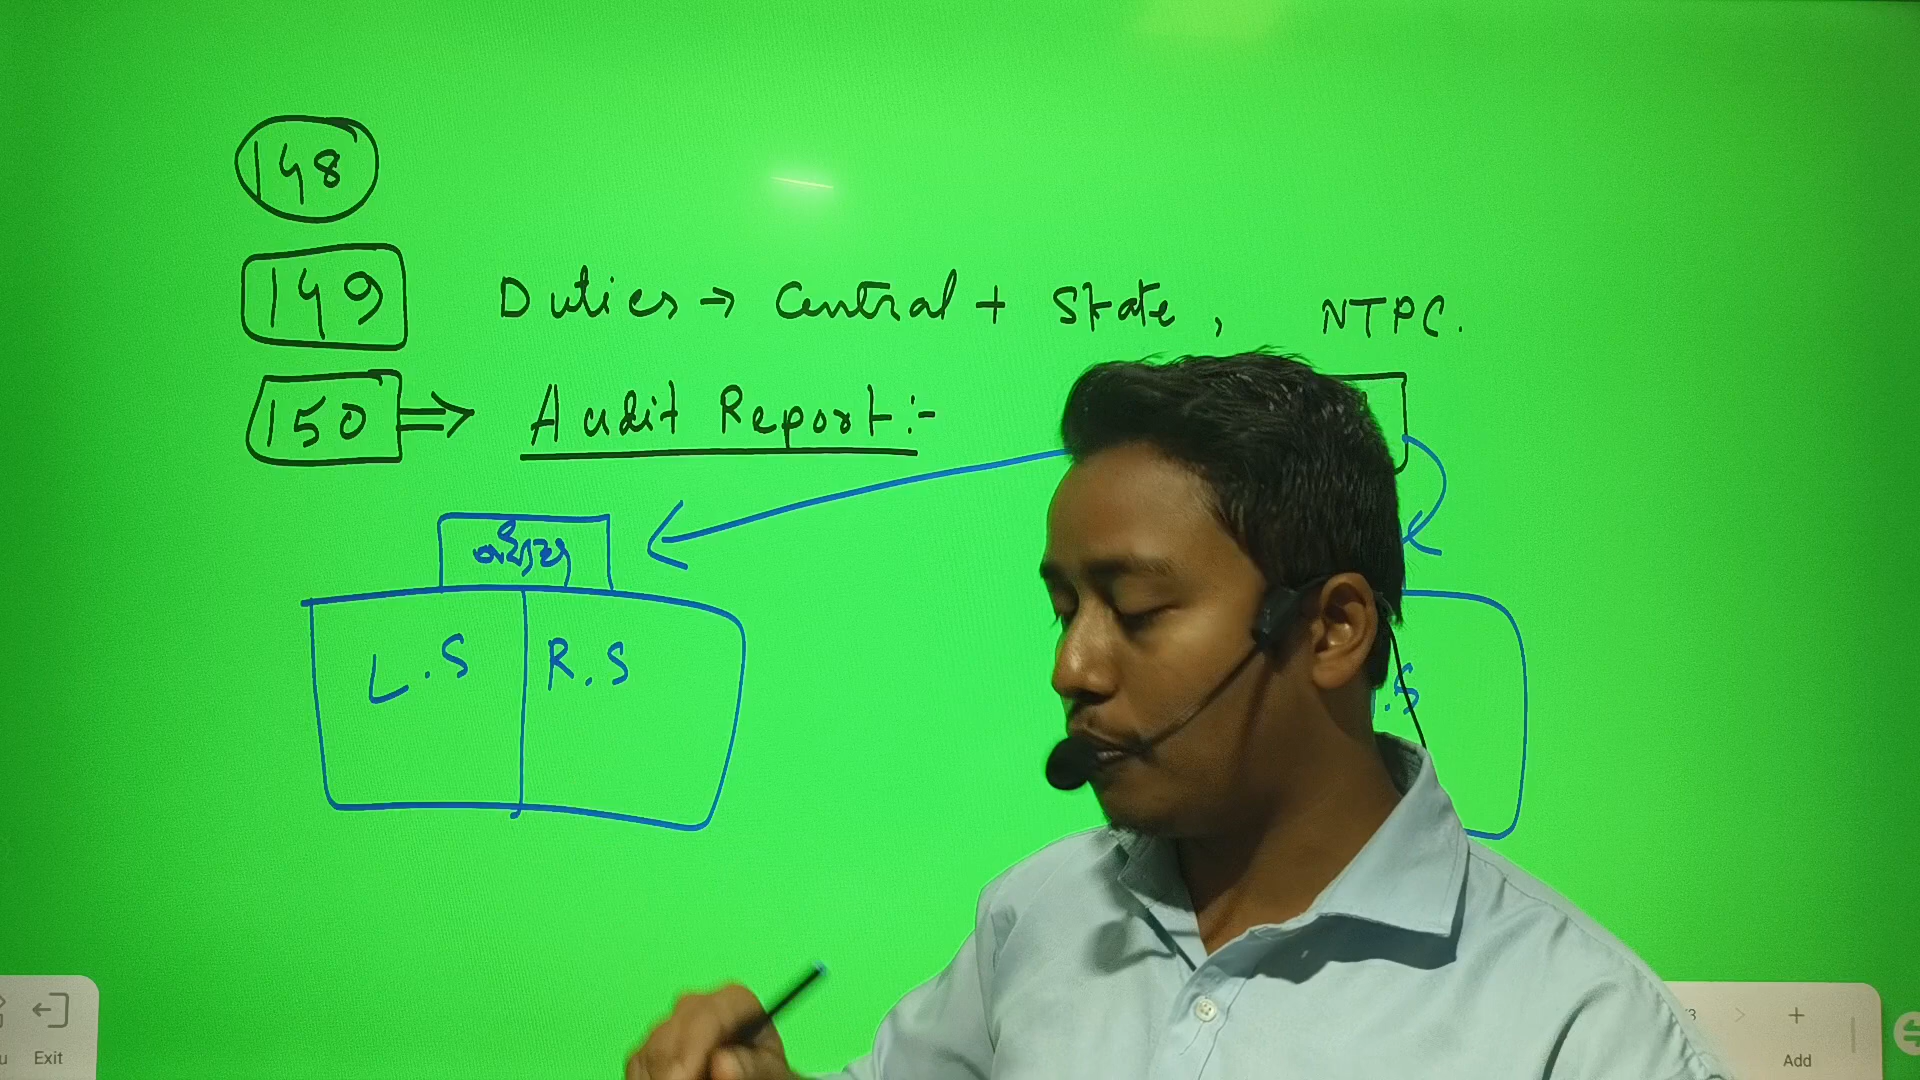 148
149 Duties → Central + State, NTPC.
150 ⇒ Audit Report:-
L.S R.S .S
Exit
Add